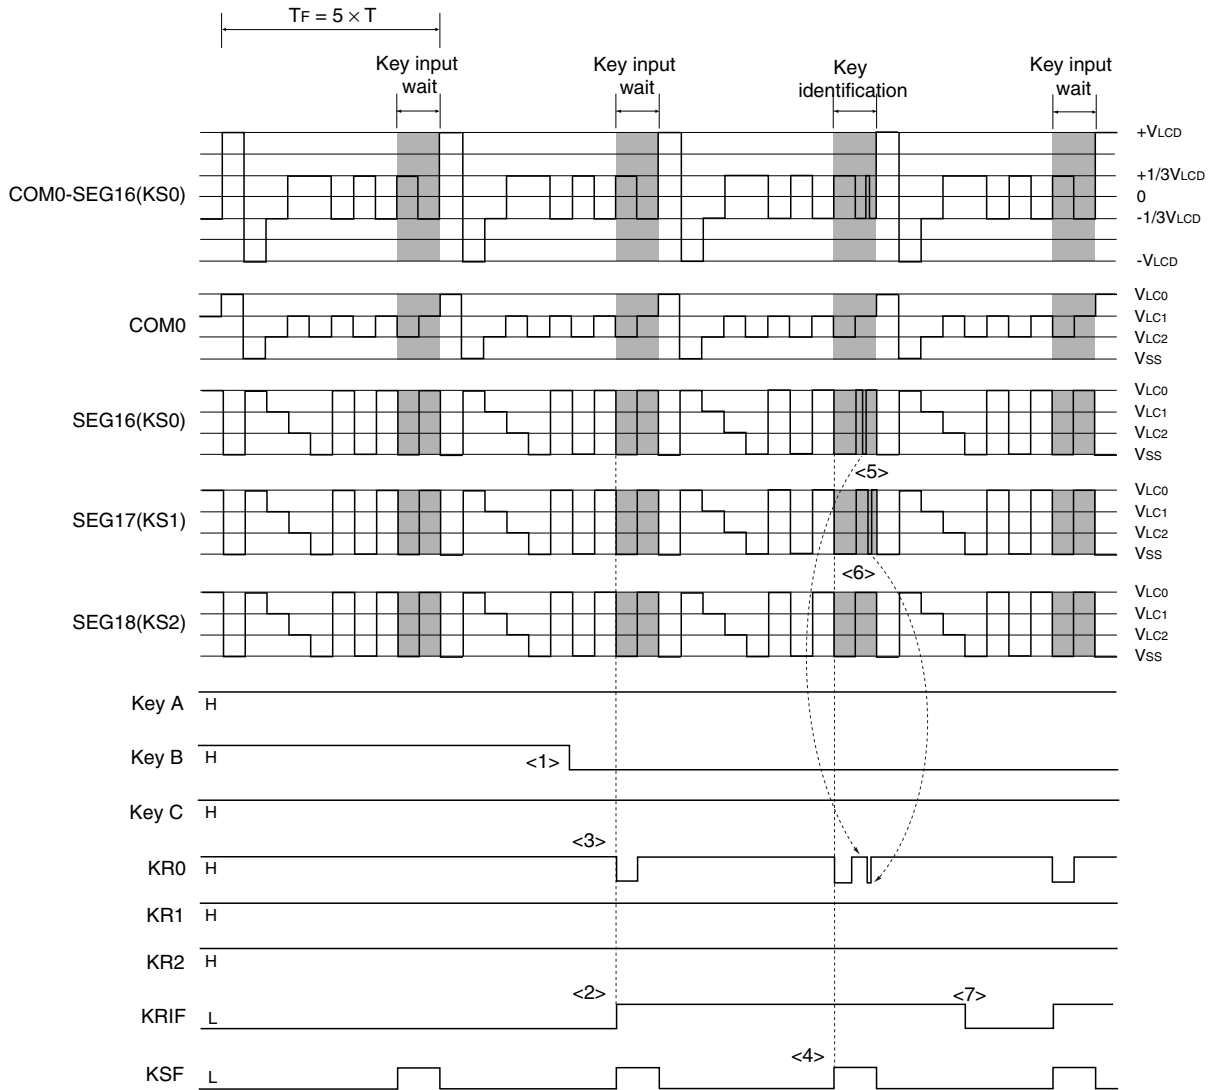 TF = 5 × T
Key input wait
Key input wait
Key identification
Key input wait
COM0-SEG16(KS0)
+VLCD
+1/3VLCD
0
-1/3VLCD
-VLCD
COM0
VLC0
VLC1
VLC2
VSS
SEG16(KS0)
VLC0
VLC1
VLC2
VSS
<5>
SEG17(KS1)
VLC0
VLC1
VLC2
VSS
<6>
SEG18(KS2)
VLC0
VLC1
VLC2
VSS
Key A H
Key B H <1>
Key C H
<3>
KR0 H
KR1 H
KR2 H
<2> <7>
KRIF L
<4>
KSF L